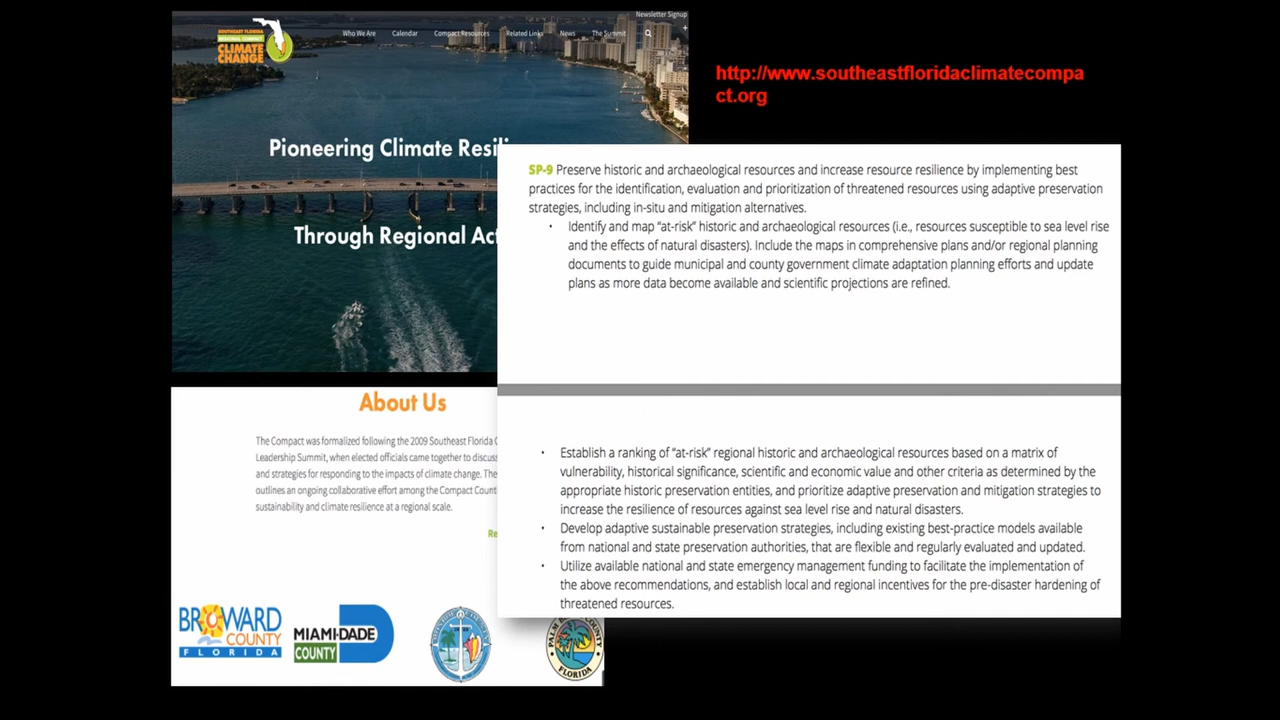 Newsletter Signup
SOUTHEAST FLORIDA
REGIONAL COMPACT
CLIMATE
CHANGE
Who We Are
Calendar
Compact Resources
Related Links
News
The Summit
Pioneering Climate Resili
Through Regional Act
http://www.southeastfloridaclimatecompa
ct.org
SP-9 Preserve historic and archaeological resources and increase resource resilience by implementing best
practices for the identification, evaluation and prioritization of threatened resources using adaptive preservation
strategies, including in-situ and mitigation alternatives.
• Identify and map “at-risk” historic and archaeological resources (i.e., resources susceptible to sea level rise
and the effects of natural disasters). Include the maps in comprehensive plans and/or regional planning
documents to guide municipal and county government climate adaptation planning efforts and update
plans as more data become available and scientific projections are refined.
• Establish a ranking of “at-risk” regional historic and archaeological resources based on a matrix of
vulnerability, historical significance, scientific and economic value and other criteria as determined by the
appropriate historic preservation entities, and prioritize adaptive preservation and mitigation strategies to
increase the resilience of resources against sea level rise and natural disasters.
• Develop adaptive sustainable preservation strategies, including existing best-practice models available
from national and state preservation authorities, that are flexible and regularly evaluated and updated.
• Utilize available national and state emergency management funding to facilitate the implementation of
the above recommendations, and establish local and regional incentives for the pre-disaster hardening of
threatened resources.
About Us
The Compact was formalized following the 2009 Southeast Florida C
Leadership Summit, when elected officials came together to discuss
and strategies for responding to the impacts of climate change. The
outlines an ongoing collaborative effort among the Compact Count
sustainability and climate resilience at a regional scale.
Re
BROWARD
COUNTY
FLORIDA
MIAMI-DADE
COUNTY
FLORIDA